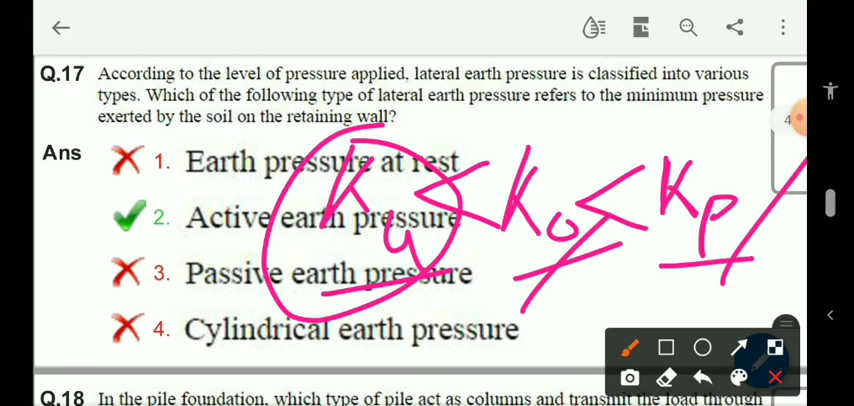 Q.17 According to the level of pressure applied, lateral earth pressure is classified into various
types. Which of the following type of lateral earth pressure refers to the minimum pressure
exerted by the soil on the retaining wall?
Ans 1. Earth pressure at rest
2. Active earth pressure
3. Passive earth pressure
4. Cylindrical earth pressure
Ka < Ko < Kp
4
Q.18 In the pile foundation, which type of pile act as columns and transmit the load through